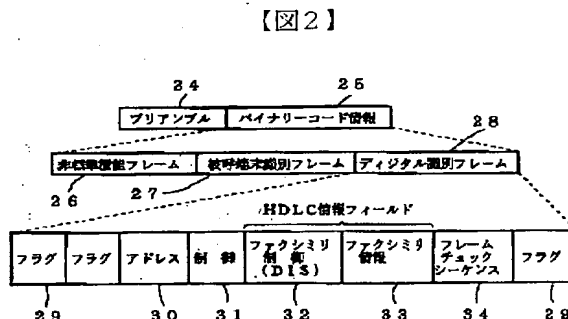 【図2】
24 25
プリアンブル バイナリーコード情報
28
非標準機能フレーム 被呼端末識別フレーム ディジタル識別フレーム
26 27
HDLC情報フィールド
フラグ フラグ アドレス 制御 ファクシミリ制御(DIS) ファクシミリ情報 フレームチェックシーケンス フラグ
29 30 31 32 33 34 29